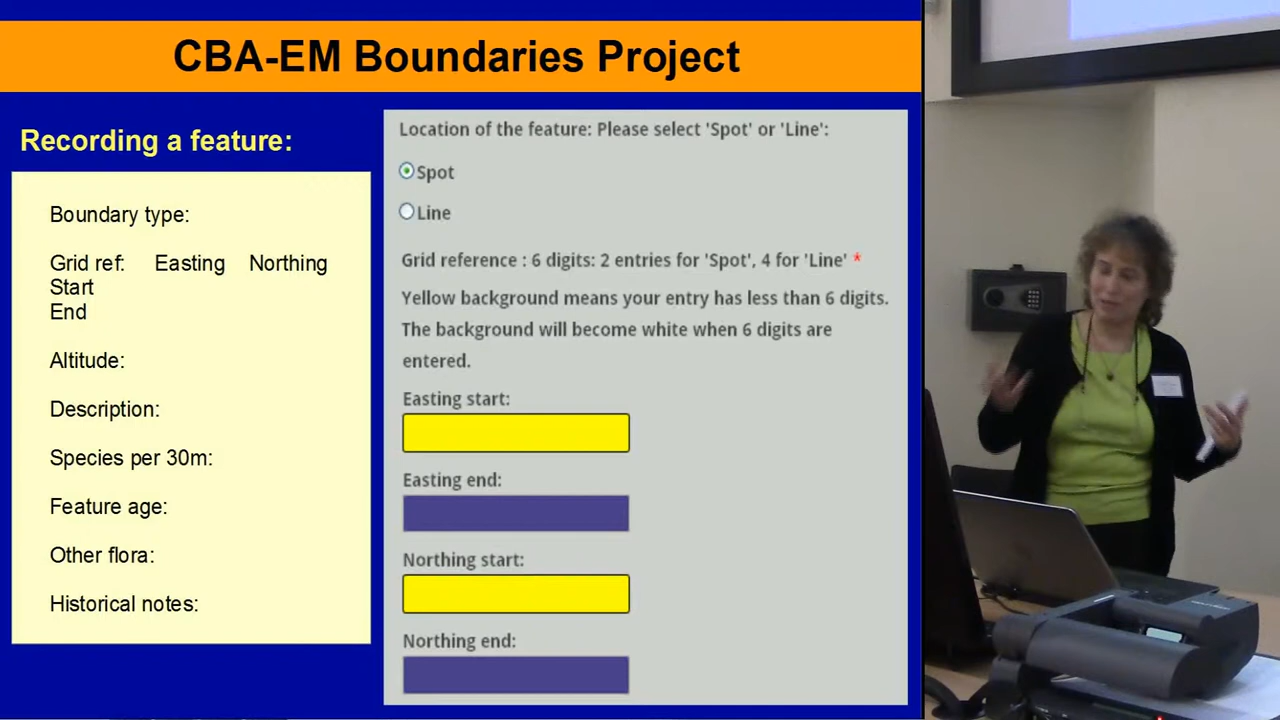 CBA-EM Boundaries Project
Recording a feature:
Boundary type:
Grid ref: Easting Northing
Start
End
Altitude:
Description:
Species per 30m:
Feature age:
Other flora:
Historical notes:
Location of the feature: Please select 'Spot' or 'Line':
Spot
Line
Grid reference : 6 digits: 2 entries for 'Spot', 4 for 'Line' *
Yellow background means your entry has less than 6 digits.
The background will become white when 6 digits are
entered.
Easting start:
Easting end:
Northing start:
Northing end: